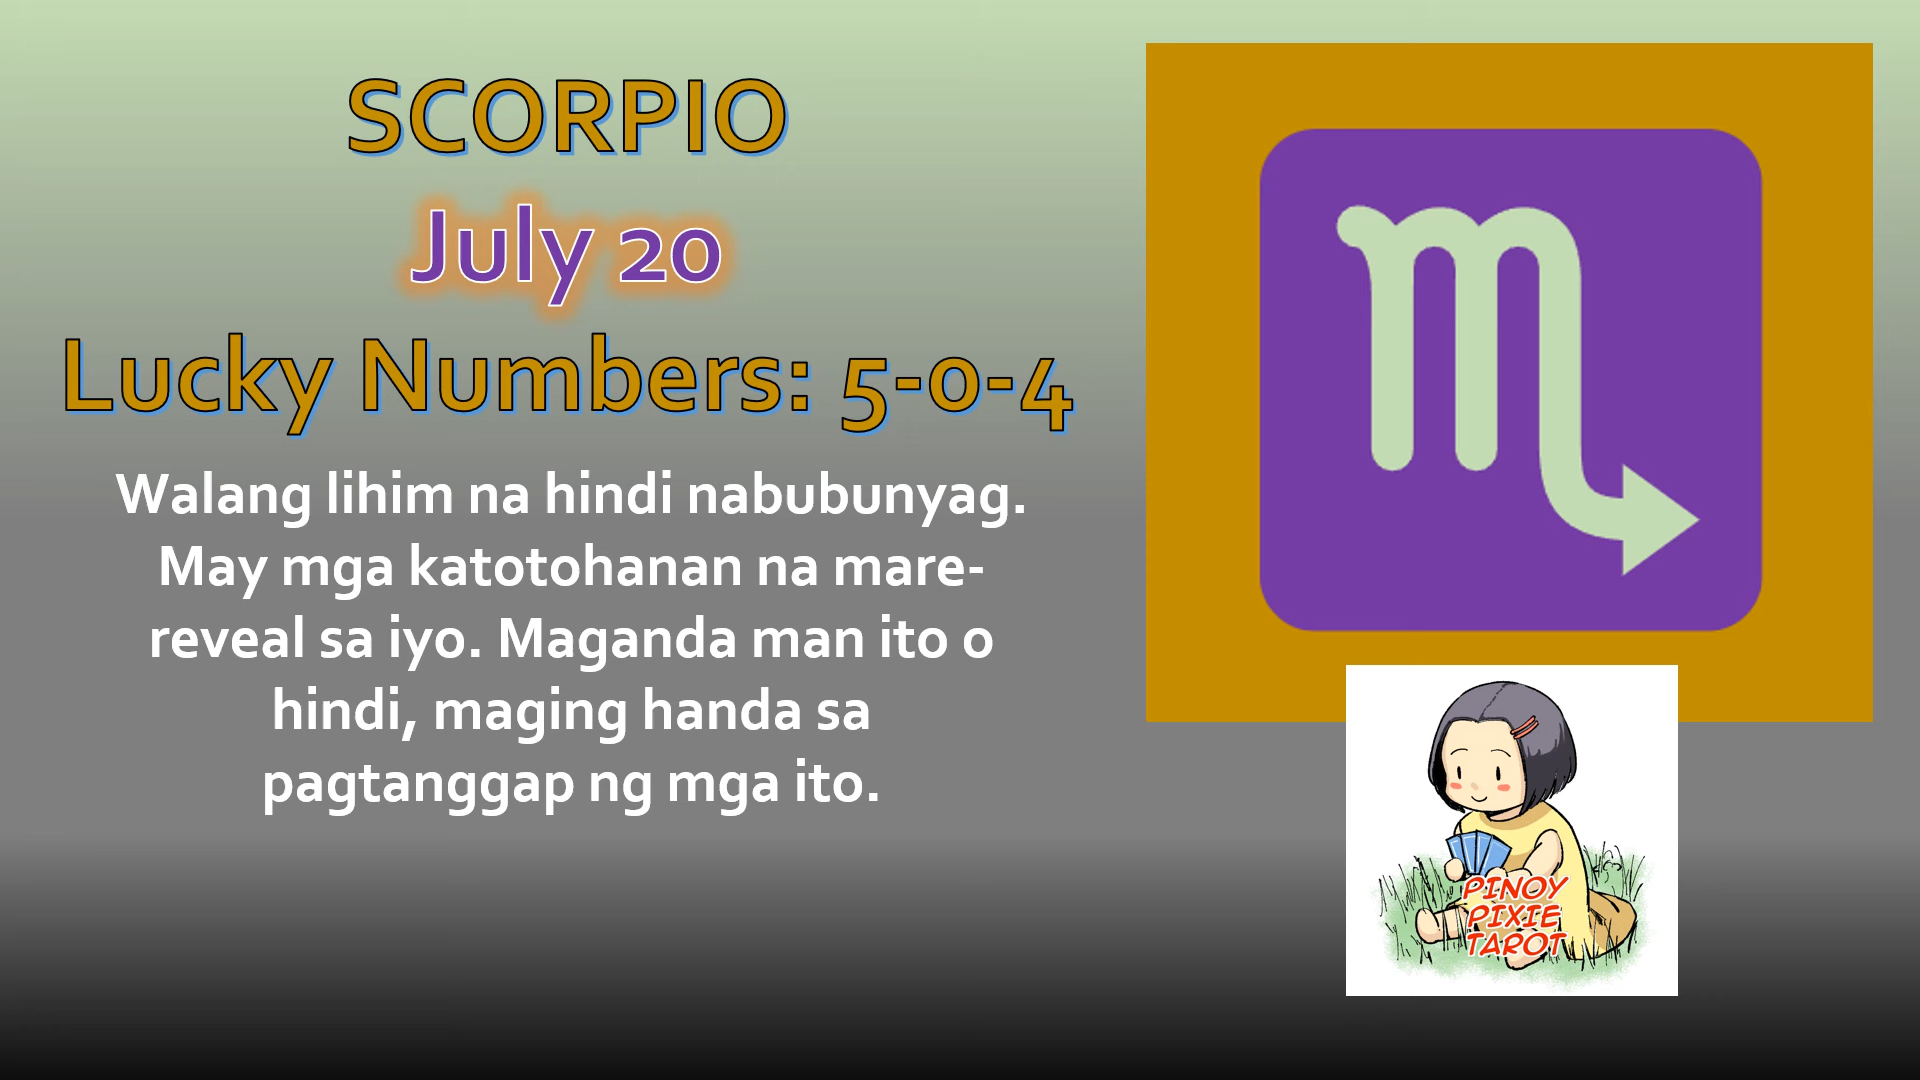 SCORPIO
July 20
Lucky Numbers: 5-0-4
Walang lihim na hindi nabubunyag.
May mga katotohanan na mare-
reveal sa iyo. Maganda man ito o
hindi, maging handa sa
pagtanggap ng mga ito.
PINOY
PIXIE
TAROT